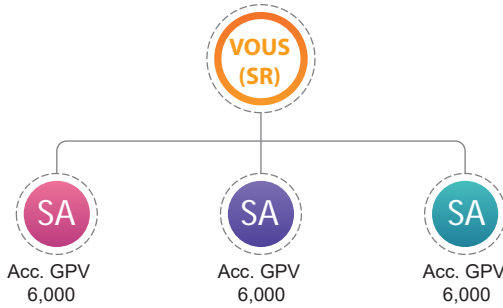 VOUS
(SR)
SA
SA
SA
Acc. GPV
6,000
Acc. GPV
6,000
Acc. GPV
6,000